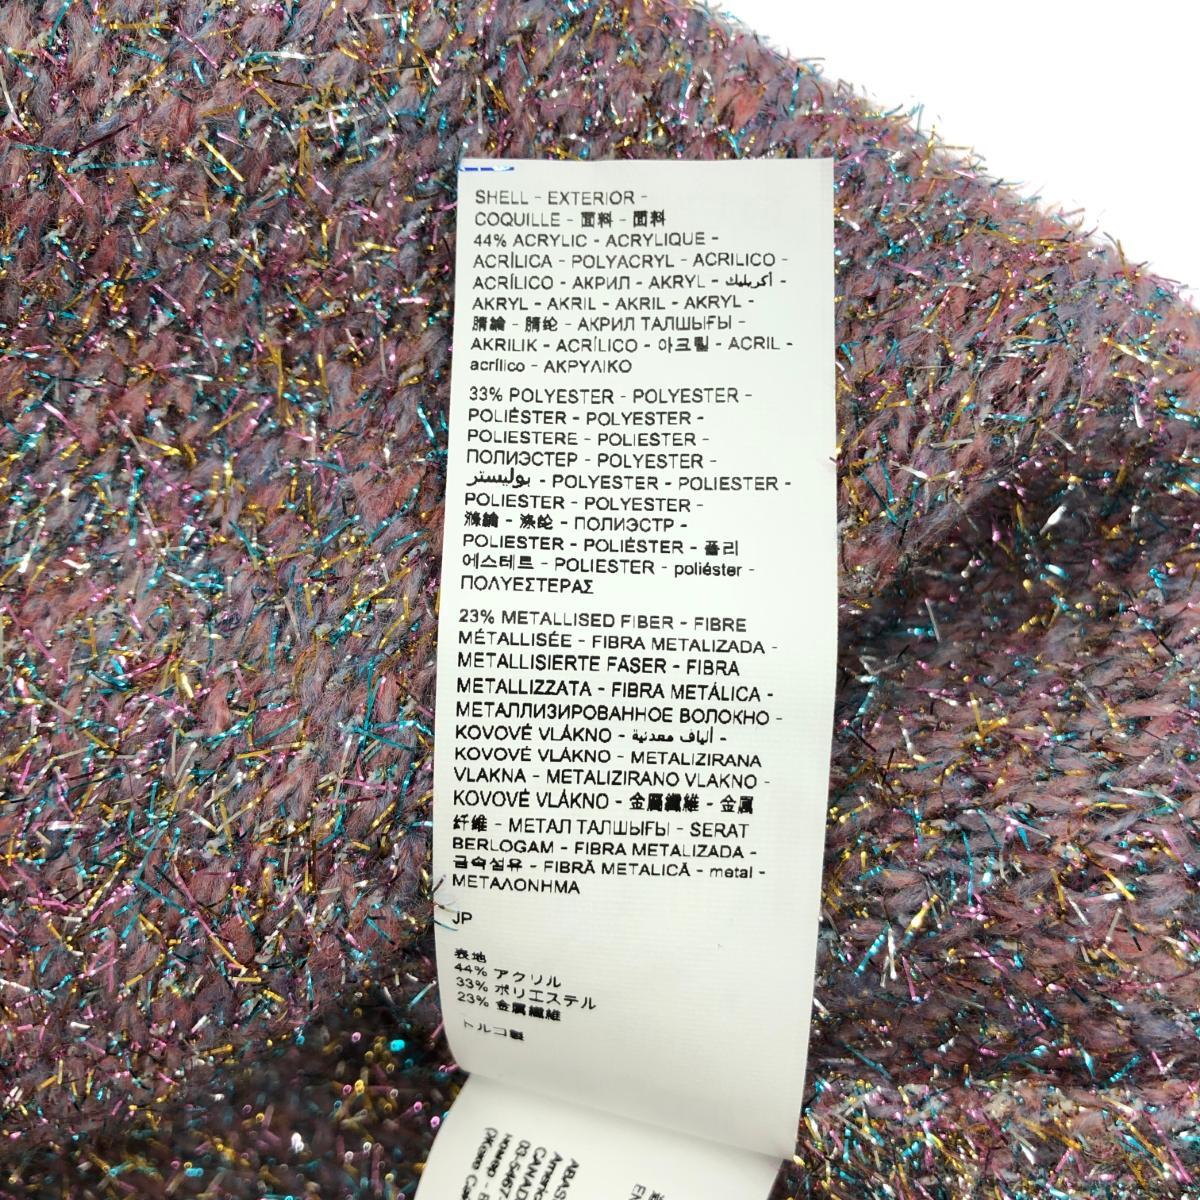 SHELL - EXTERIOR -
COQUILLE - 面料 - 面料
44% ACRYLIC - ACRYLIQUE -
ACRÍLICA - POLYACRYL - ACRILICO -
ACRÍLICO - АКРИЛ - AKRYL - أكريليك -
AKRYL - AKRIL - AKRIL - AKRYL -
腈綸 - 腈纶 - АКРИЛ ТАЛШЫҒЫ -
AKRILIK - ACRÍLICO - 아크릴 - ACRIL -
acrílico - ΑΚΡΥΛΙΚΟ
33% POLYESTER - POLYESTER -
POLIÉSTER - POLYESTER -
POLIESTERE - POLIESTER -
ПОЛИЭСТЕР - POLYESTER -
بوليستر - POLYESTER - POLIESTER -
POLIESTER - POLYESTER -
滌綸 - 涤纶 - ПОЛИЭСТР -
POLIESTER - POLIÉSTER - 폴리
에스테르 - POLIESTER - poliéster -
ΠΟΛΥΕΣΤΕΡΑΣ
23% METALLISED FIBER - FIBRE
MÉTALLISÉE - FIBRA METALIZADA -
METALLISIERTE FASER - FIBRA
METALLIZZATA - FIBRA METÁLICA -
МЕТАЛЛИЗИРОВАННОЕ ВОЛОКНО -
KOVOVÉ VLÁKNO - ألياف معدنية -
KOVOVÉ VLÁKNO - METALIZIRANA
VLAKNA - METALIZIRANO VLAKNO -
KOVOVÉ VLÁKNO - 金屬纖維 - 金属
纤维 - МЕТАЛ ТАЛШЫҒЫ - SERAT
BERLOGAM - FIBRA METALIZADA -
금속섬유 - FIBRĂ METALICĂ - metal -
ΜΕΤΑΛΟΝΗΜΑ
JP
表地
44% アクリル
33% ポリエステル
23% 金属繊維
トルコ製
ABAS
Americ
CANAD
03-5467-